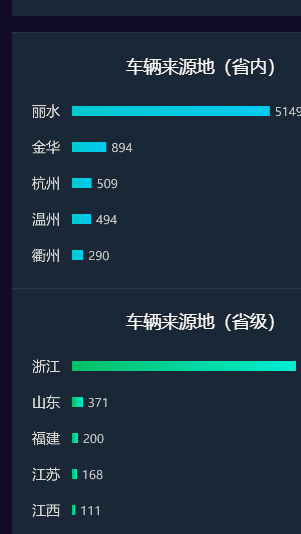 车辆来源地（省内）
丽水 5149
金华 894
杭州 509
温州 494
衢州 290
车辆来源地（省级）
浙江
山东 371
福建 200
江苏 168
江西 111